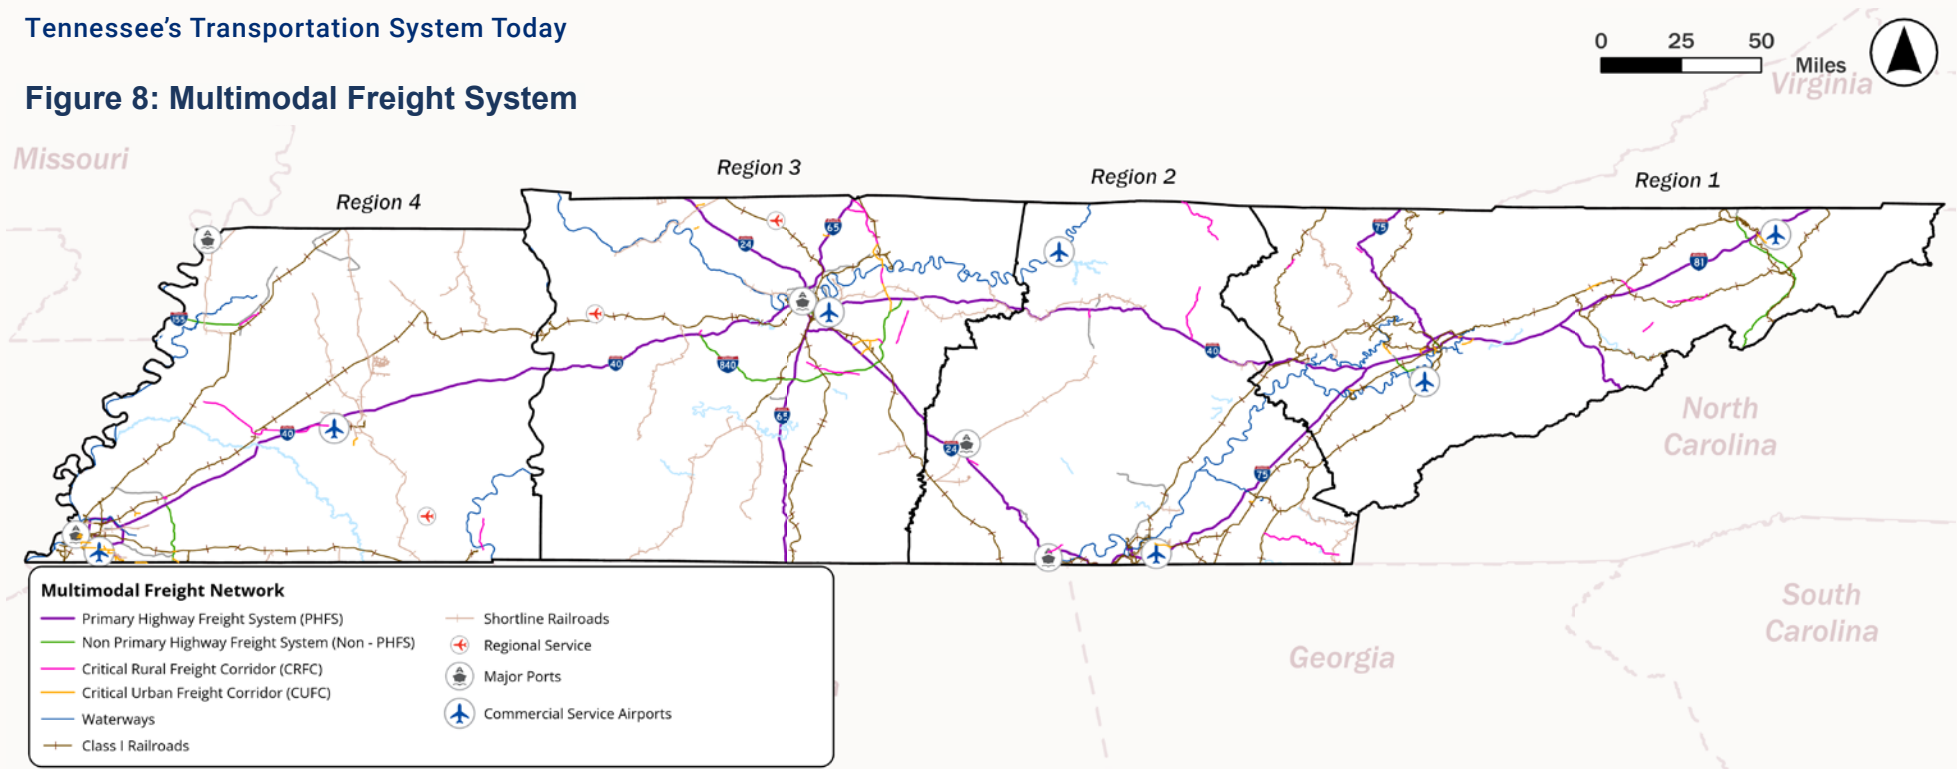 Tennessee's Transportation System Today
Figure 8: Multimodal Freight System
0 25 50
Miles
Virginia
Missouri
Region 4
Region 3
Region 2
Region 1
65
24
75
81
155
40
840
40
65
40
24
75
North
Carolina
South
Carolina
Georgia
Multimodal Freight Network
Primary Highway Freight System (PHFS)
Non Primary Highway Freight System (Non - PHFS)
Critical Rural Freight Corridor (CRFC)
Critical Urban Freight Corridor (CUFC)
Waterways
Class I Railroads
Shortline Railroads
Regional Service
Major Ports
Commercial Service Airports